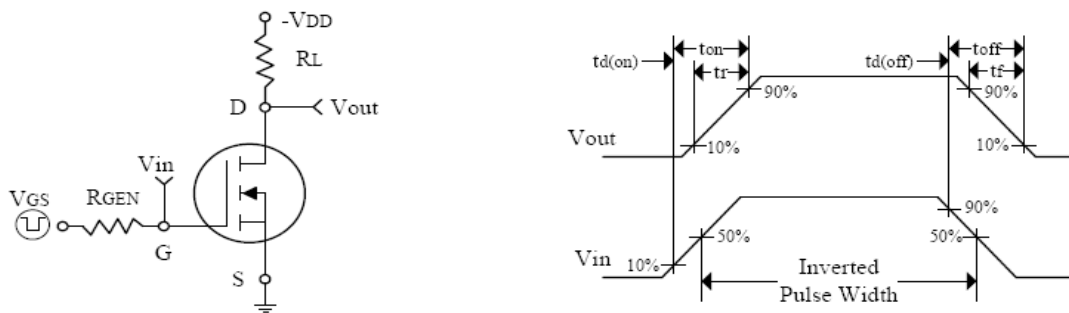 -VDD
RL
D
Vout
Vin
VGS
RGEN
G
S
ton
toff
td(on)
td(off)
tr
tf
90%
90%
Vout
10%
10%
90%
50%
50%
Vin
10%
Inverted
Pulse Width